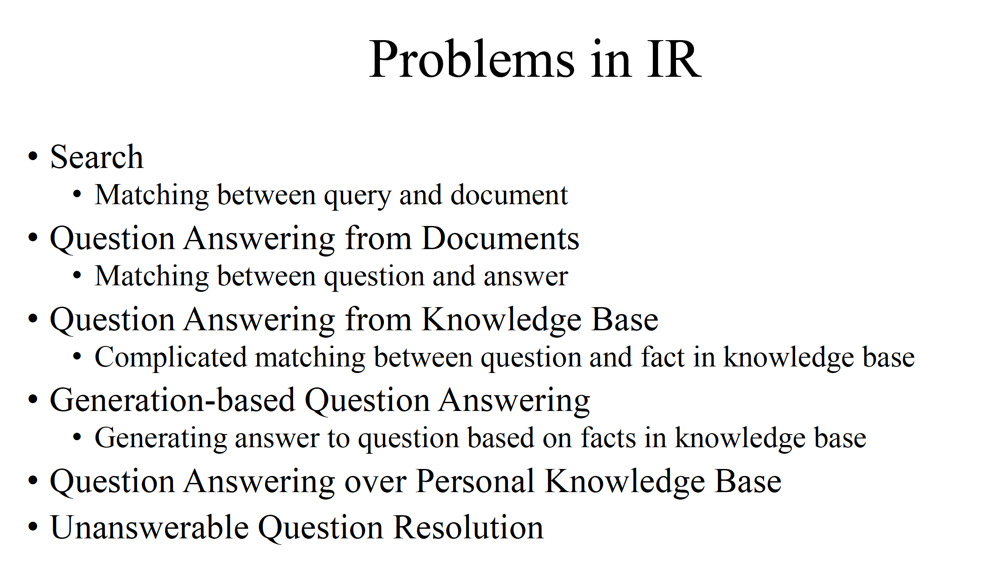 Problems in IR
• Search
• Matching between query and document
• Question Answering from Documents
• Matching between question and answer
• Question Answering from Knowledge Base
• Complicated matching between question and fact in knowledge base
• Generation-based Question Answering
• Generating answer to question based on facts in knowledge base
• Question Answering over Personal Knowledge Base
• Unanswerable Question Resolution